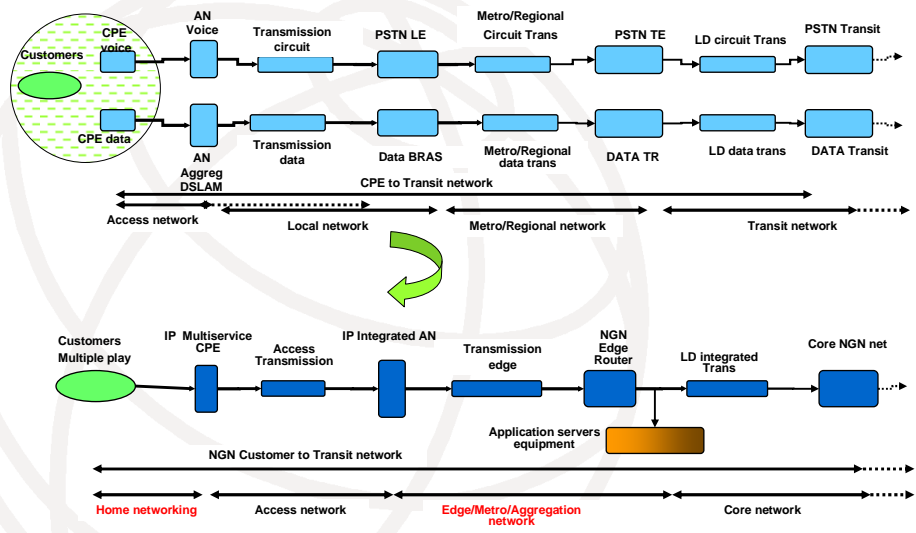 CPE
voice
Customers
CPE data
AN
Voice
Transmission
circuit
PSTN LE
Metro/Regional
Circuit Trans
PSTN TE
LD circuit Trans
PSTN Transit
AN
Aggreg
DSLAM
Transmission
data
Data BRAS
Metro/Regional
data trans
DATA TR
LD data trans
DATA Transit
CPE to Transit network
Access network
Local network
Metro/Regional network
Transit network
Customers
Multiple play
IP Multiservice
CPE
Access
Transmission
IP Integrated AN
Transmission
edge
NGN
Edge
Router
LD integrated
Trans
Core NGN net
Application servers
equipment
NGN Customer to Transit network
Home networking
Access network
Edge/Metro/Aggregation
network
Core network